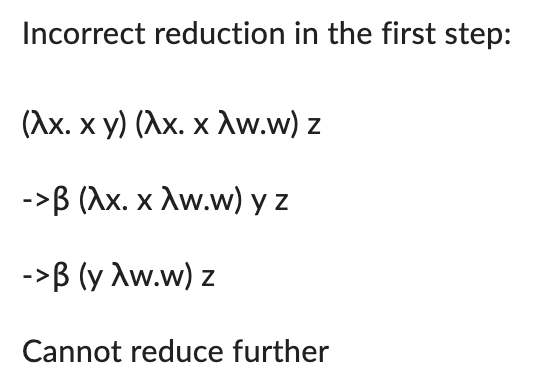 Incorrect reduction in the first step:
(λx. x y) (λx. x λw.w) z
->β (λx. x λw.w) y z
->β (y λw.w) z
Cannot reduce further